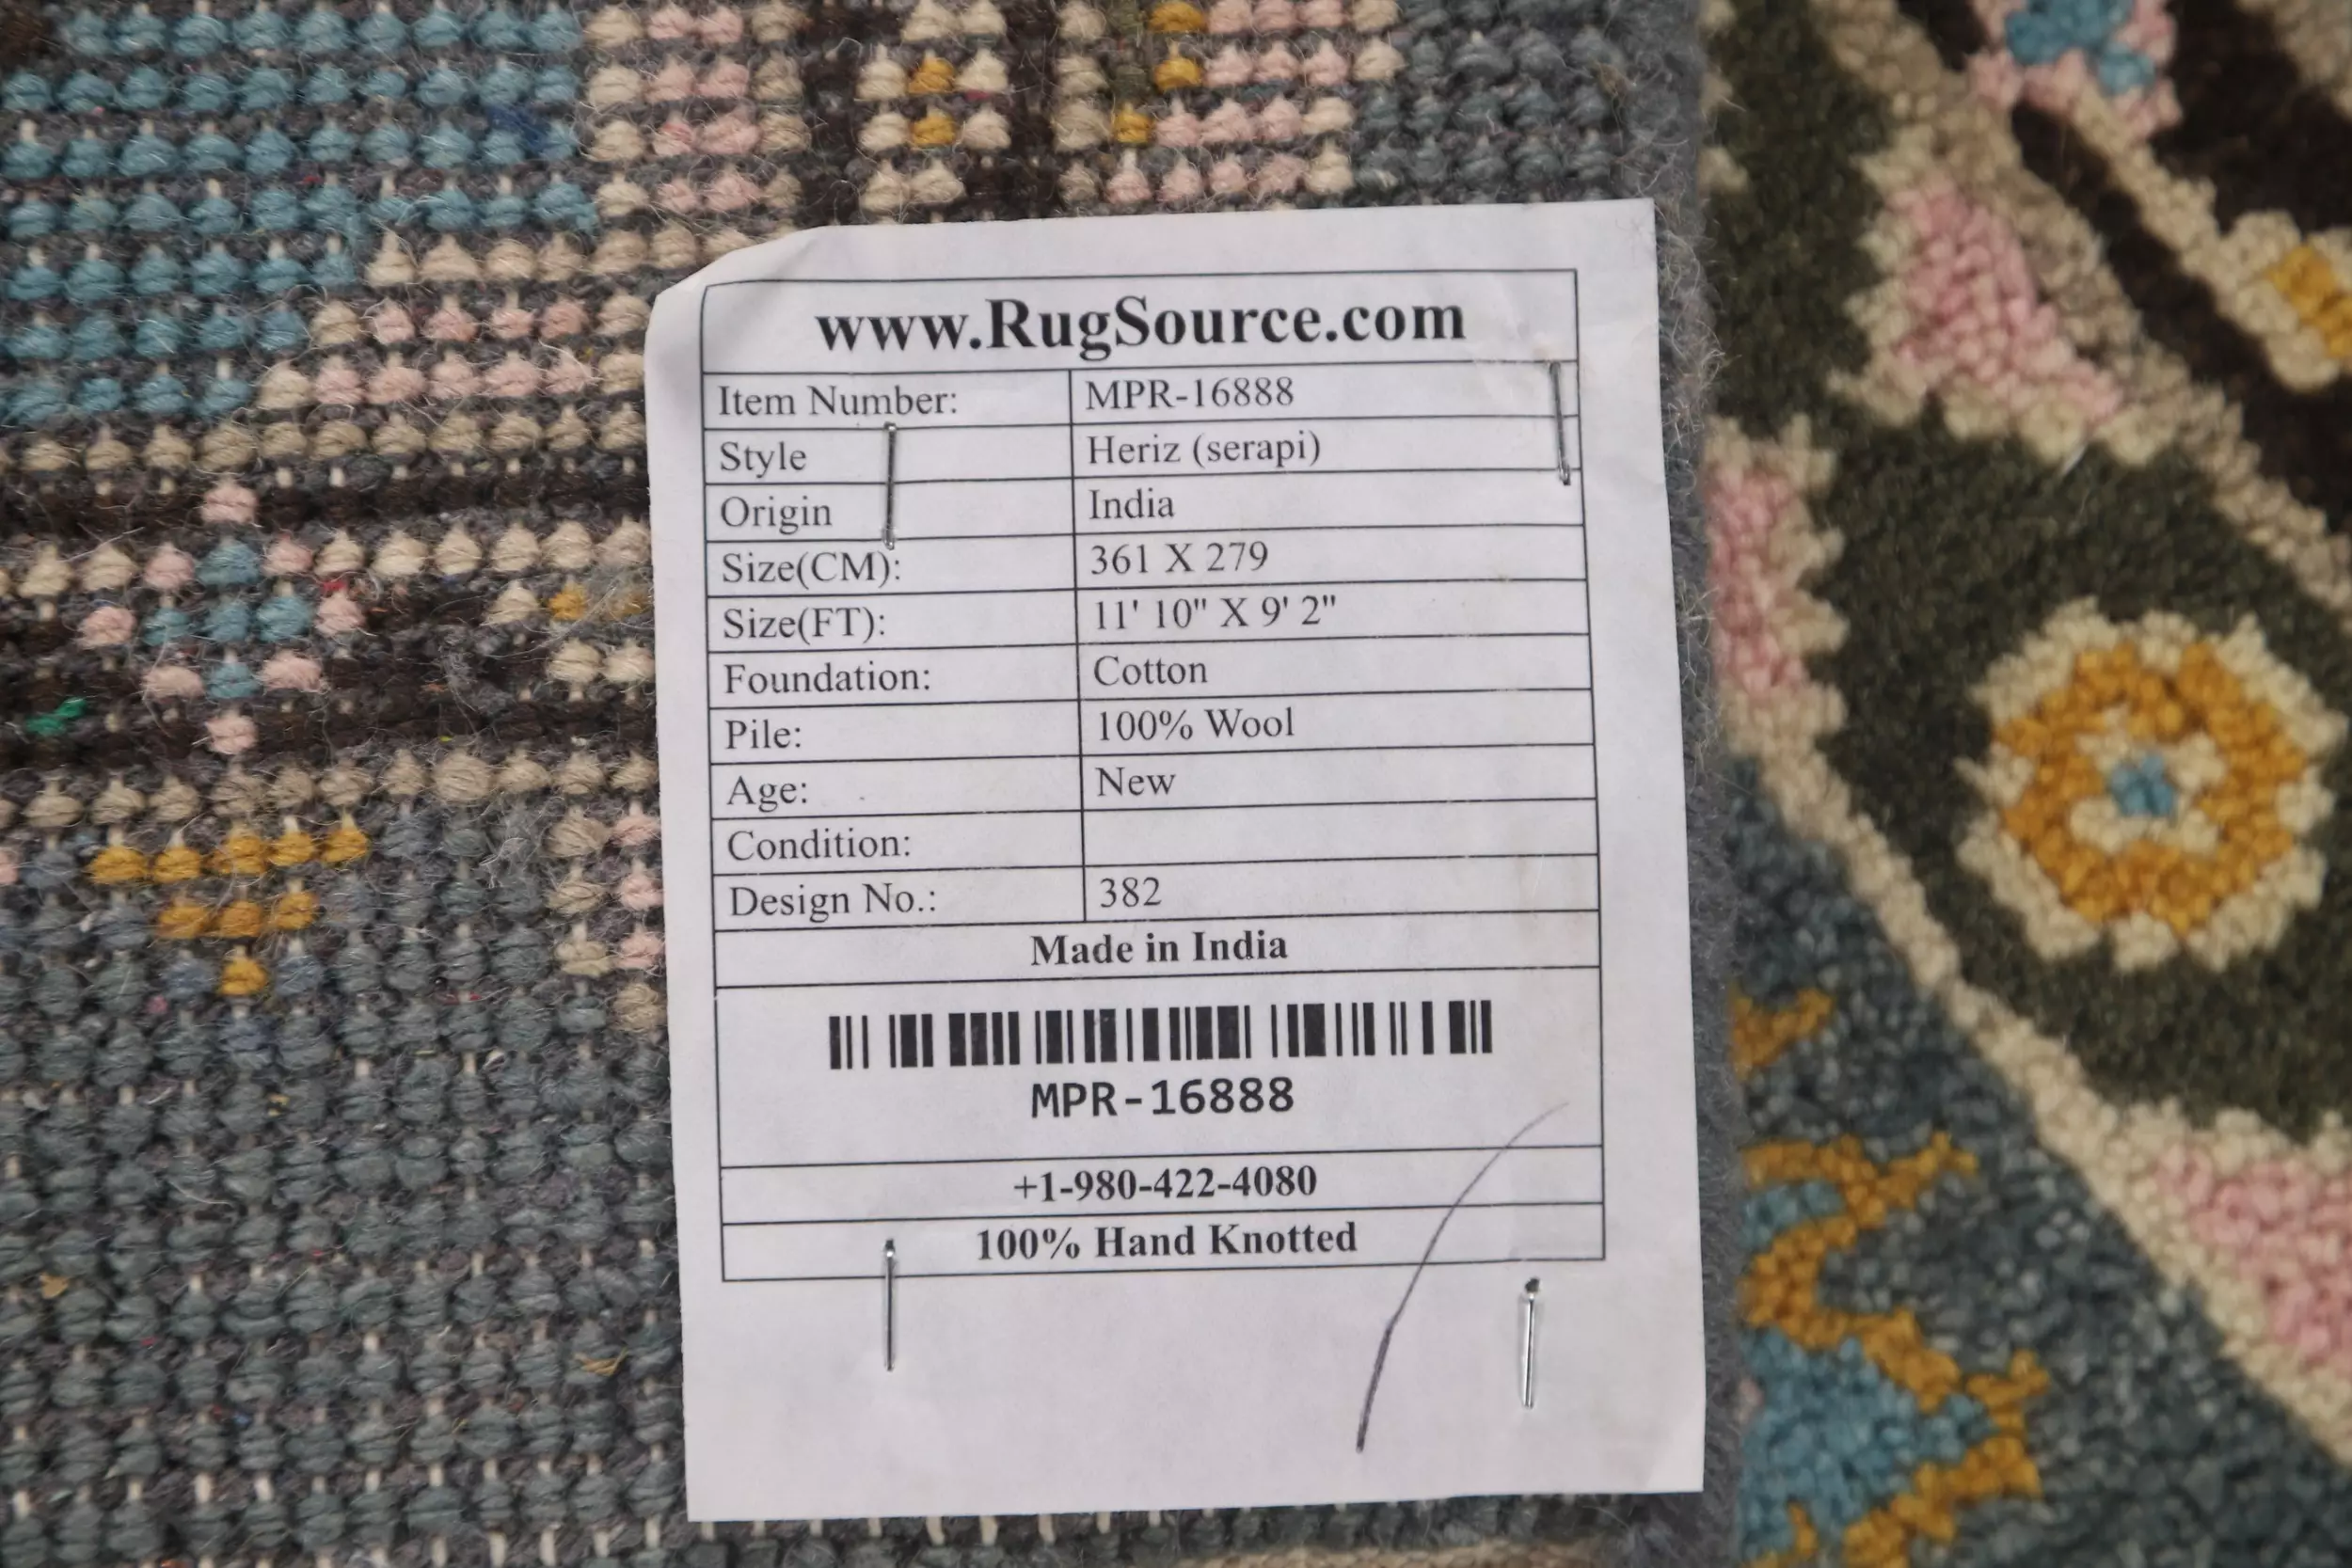 www.RugSource.com
Item Number: MPR-16888
Style Heriz (serapi)
Origin India
Size(CM): 361 X 279
Size(FT): 11' 10" X 9' 2"
Foundation: Cotton
Pile: 100% Wool
Age: New
Condition:
Design No.: 382
Made in India
MPR-16888
+1-980-422-4080
100% Hand Knotted